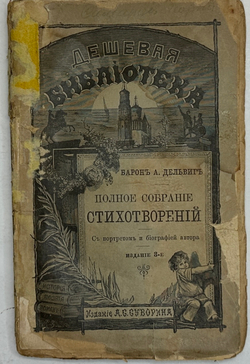 ДЕШЕВАЯ
БИБЛІОТЕКА
БАРОНЪ А. ДЕЛЬВИГЪ
ПОЛНОЕ СОБРАНІЕ
СТИХОТВОРЕНІЙ
Съ портретомъ и біографіей автора
ИЗДАНІЕ 3-е
Изданіе А.С.СУВОРИНА